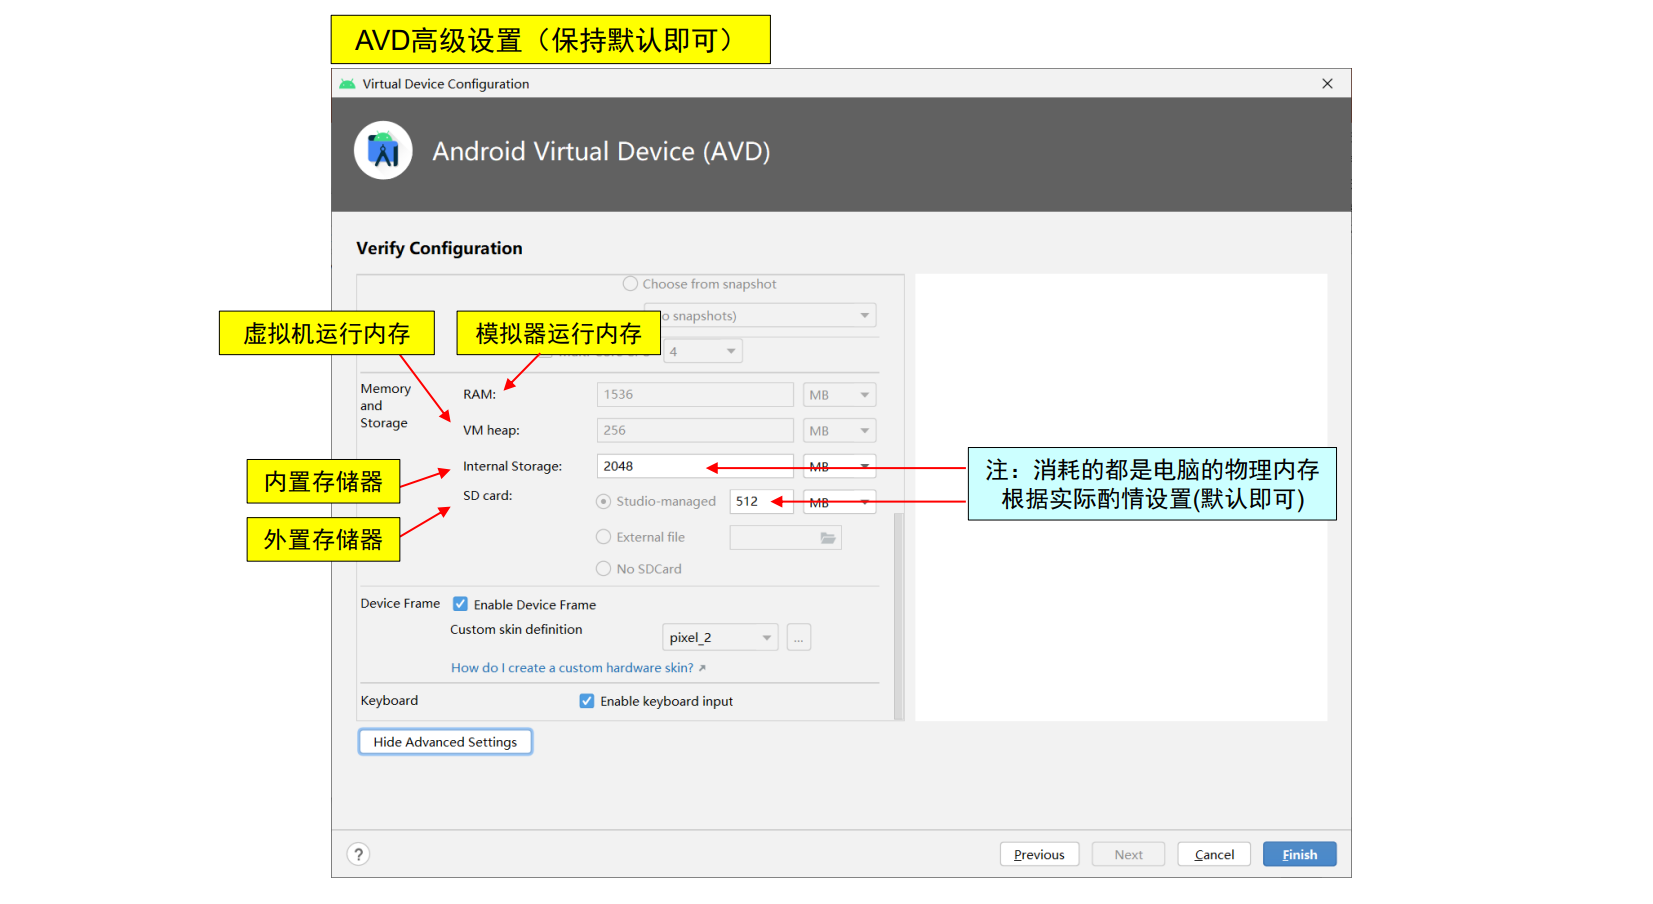 AVD高级设置（保持默认即可）
Virtual Device Configuration
Android Virtual Device (AVD)
Verify Configuration
Choose from snapshot
o snapshots)
虚拟机运行内存
模拟器运行内存
4
Memory and Storage
RAM:
1536
MB
VM heap:
256
MB
Internal Storage:
2048
MB
内置存储器
SD card:
Studio-managed
512
MB
注：消耗的都是电脑的物理内存
根据实际酌情设置(默认即可)
外置存储器
External file
No SDCard
Device Frame
Enable Device Frame
Custom skin definition
pixel_2
...
How do I create a custom hardware skin? ↗
Keyboard
Enable keyboard input
Hide Advanced Settings
?
Previous
Next
Cancel
Finish